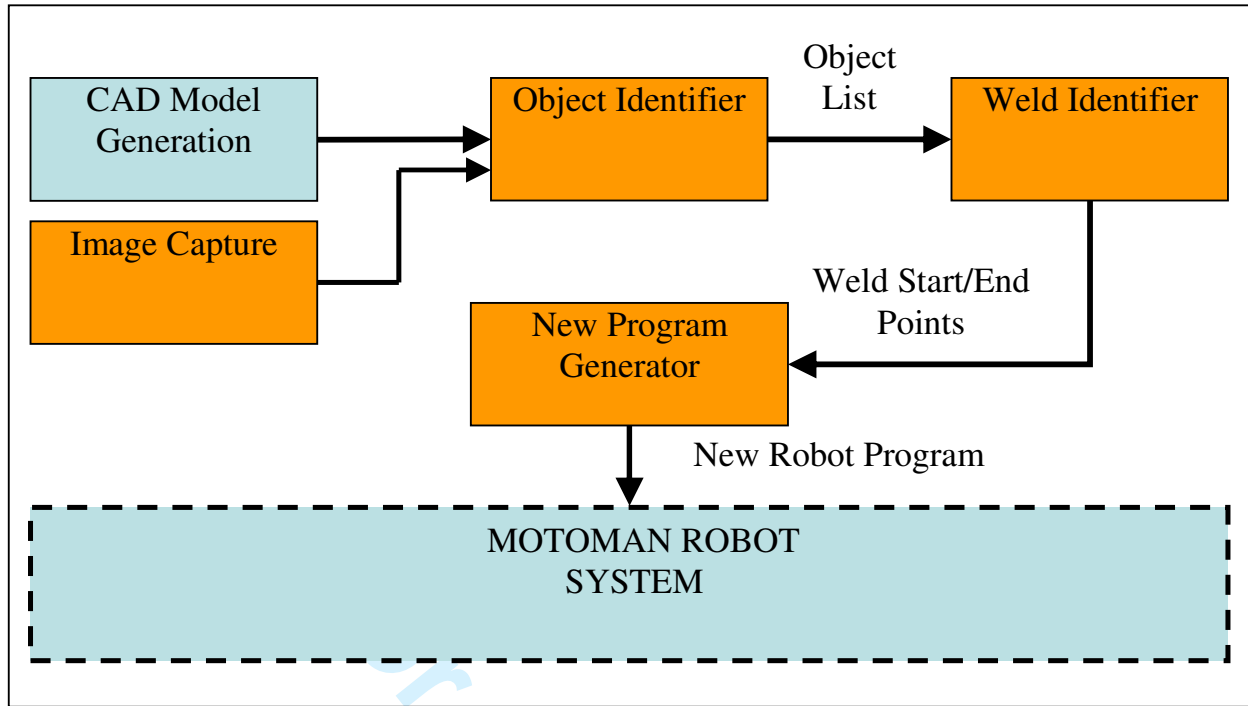 CAD Model
Generation
Object Identifier
Object
List
Weld Identifier
Image Capture
Weld Start/End
Points
New Program
Generator
New Robot Program
MOTOMAN ROBOT
SYSTEM